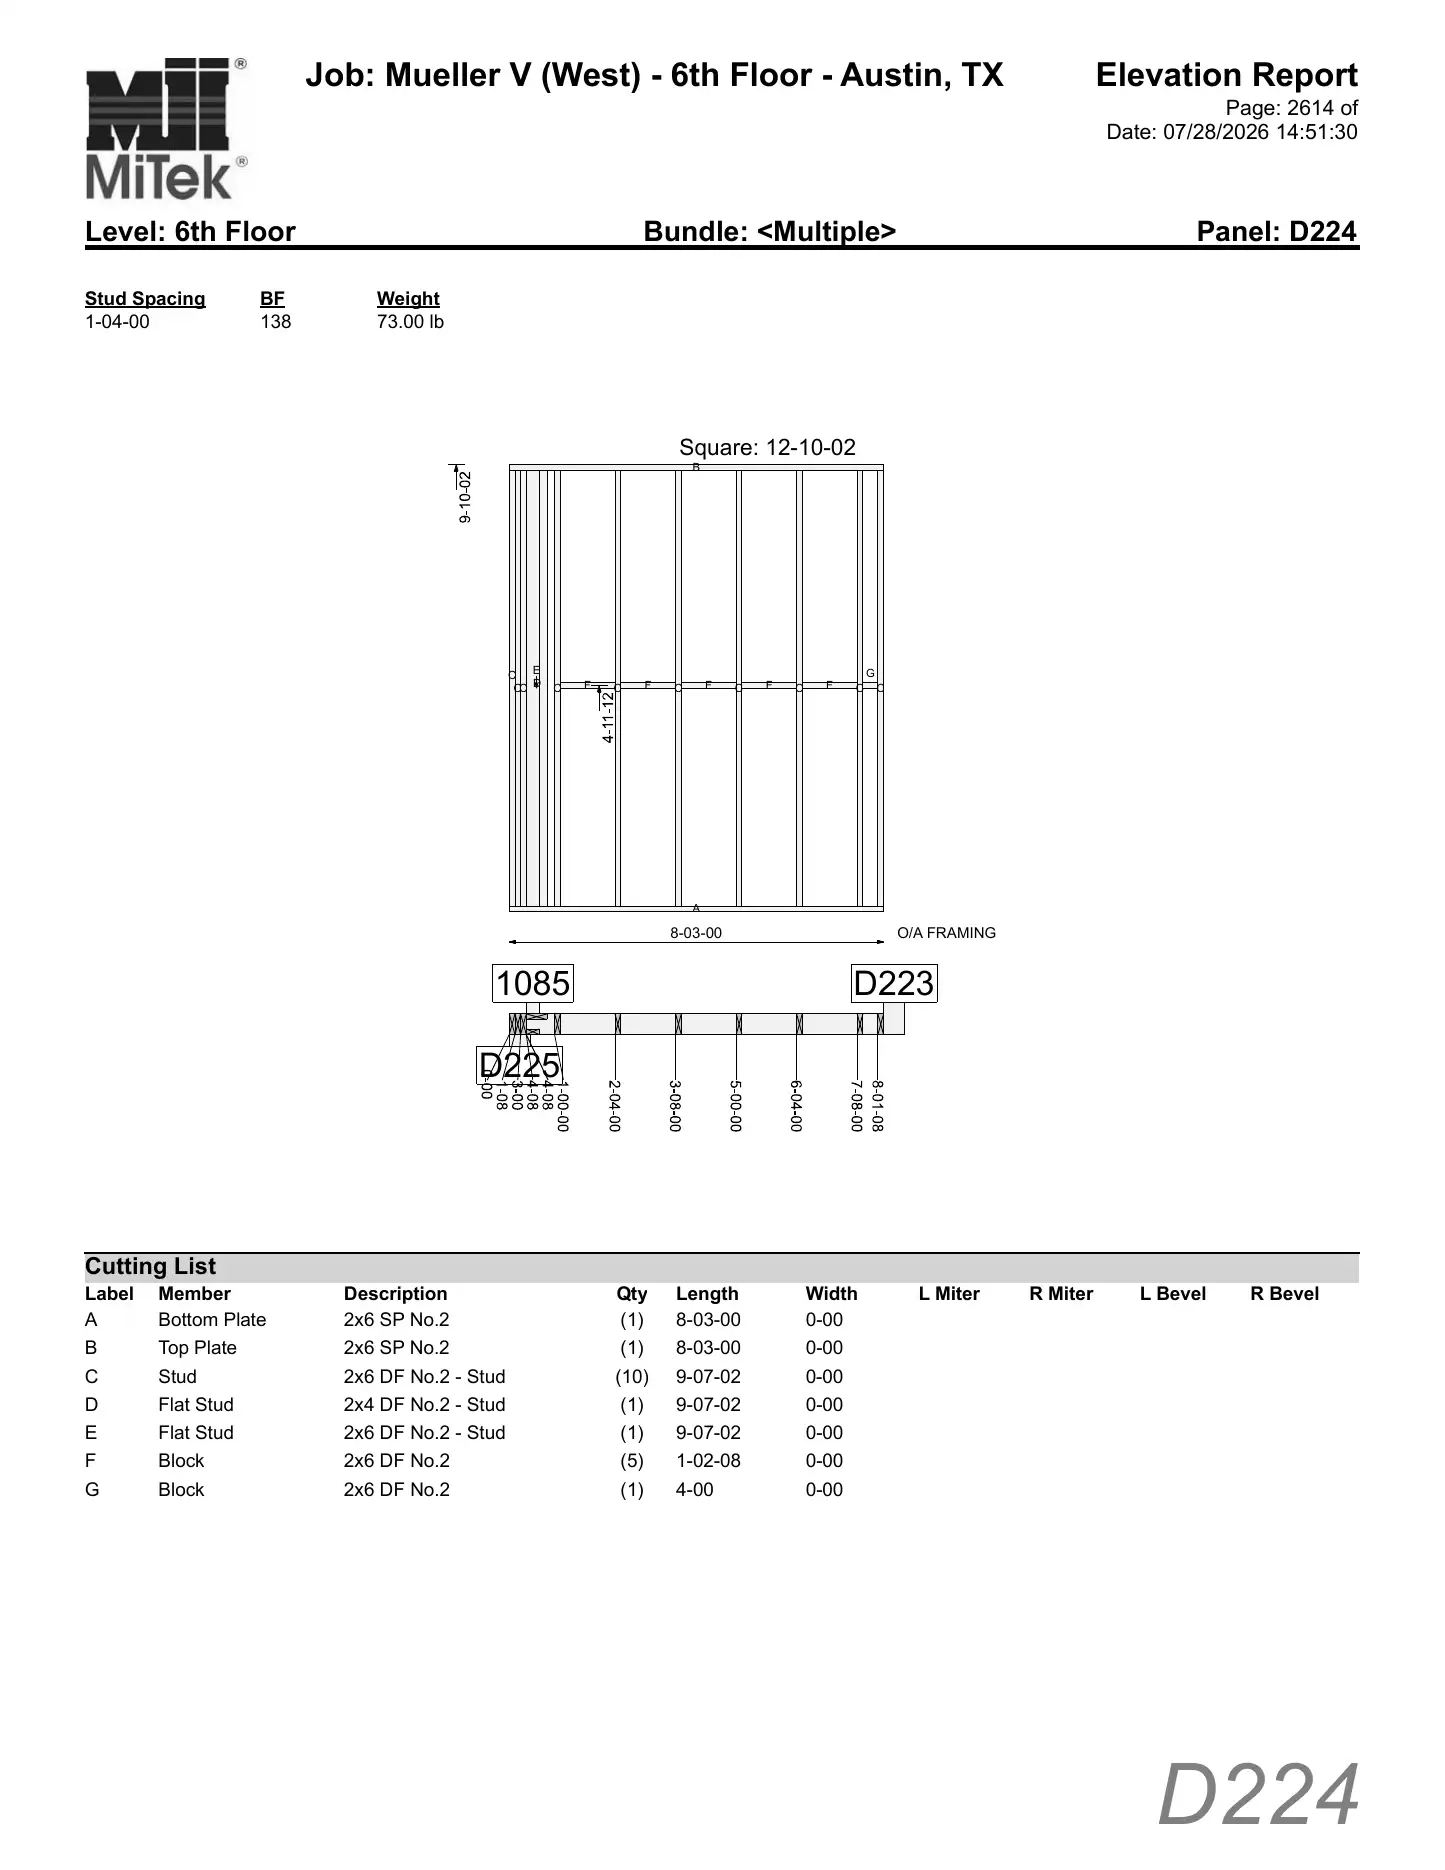 MiTek®
Job: Mueller V (West) - 6th Floor - Austin, TX
Elevation Report
Page: 2614 of
Date: 07/28/2026 14:51:30
Level: 6th Floor Bundle: <Multiple> Panel: D224
Stud Spacing BF Weight
1-04-00 138 73.00 lb
Square: 12-10-02
B
9-10-02
C E G
C C C F C F C F C F C F C C
4-11-12
A
8-03-00 O/A FRAMING
1085 D223
D225
1-08 3-00 4-08 4-08 1-00-00 2-04-00 3-08-00 5-00-00 6-04-00 7-08-00 8-01-08
Cutting List
Label Member Description Qty Length Width L Miter R Miter L Bevel R Bevel
A Bottom Plate 2x6 SP No.2 (1) 8-03-00 0-00
B Top Plate 2x6 SP No.2 (1) 8-03-00 0-00
C Stud 2x6 DF No.2 - Stud (10) 9-07-02 0-00
D Flat Stud 2x4 DF No.2 - Stud (1) 9-07-02 0-00
E Flat Stud 2x6 DF No.2 - Stud (1) 9-07-02 0-00
F Block 2x6 DF No.2 (5) 1-02-08 0-00
G Block 2x6 DF No.2 (1) 4-00 0-00
D224